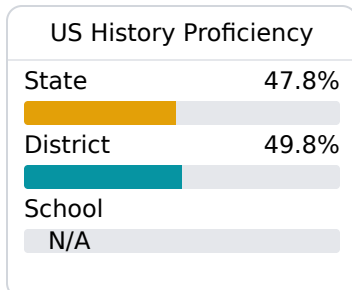 US History Proficiency
State 47.8%
District 49.8%
School
N/A